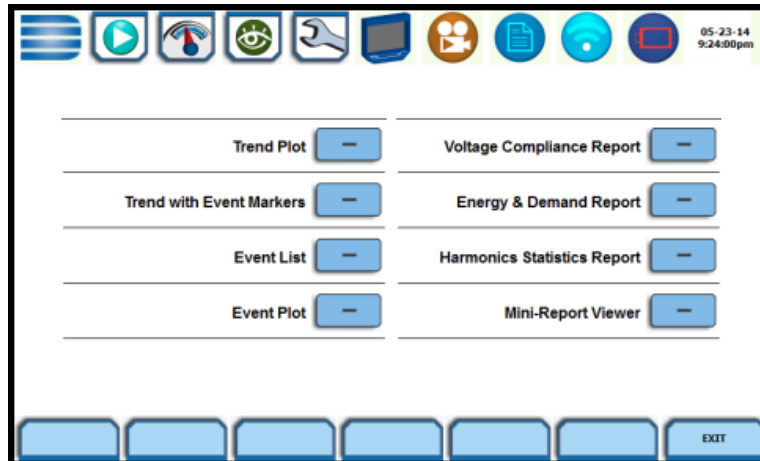 05-23-14
9:24:00pm
Trend Plot
Voltage Compliance Report
Trend with Event Markers
Energy & Demand Report
Event List
Harmonics Statistics Report
Event Plot
Mini-Report Viewer
EXIT